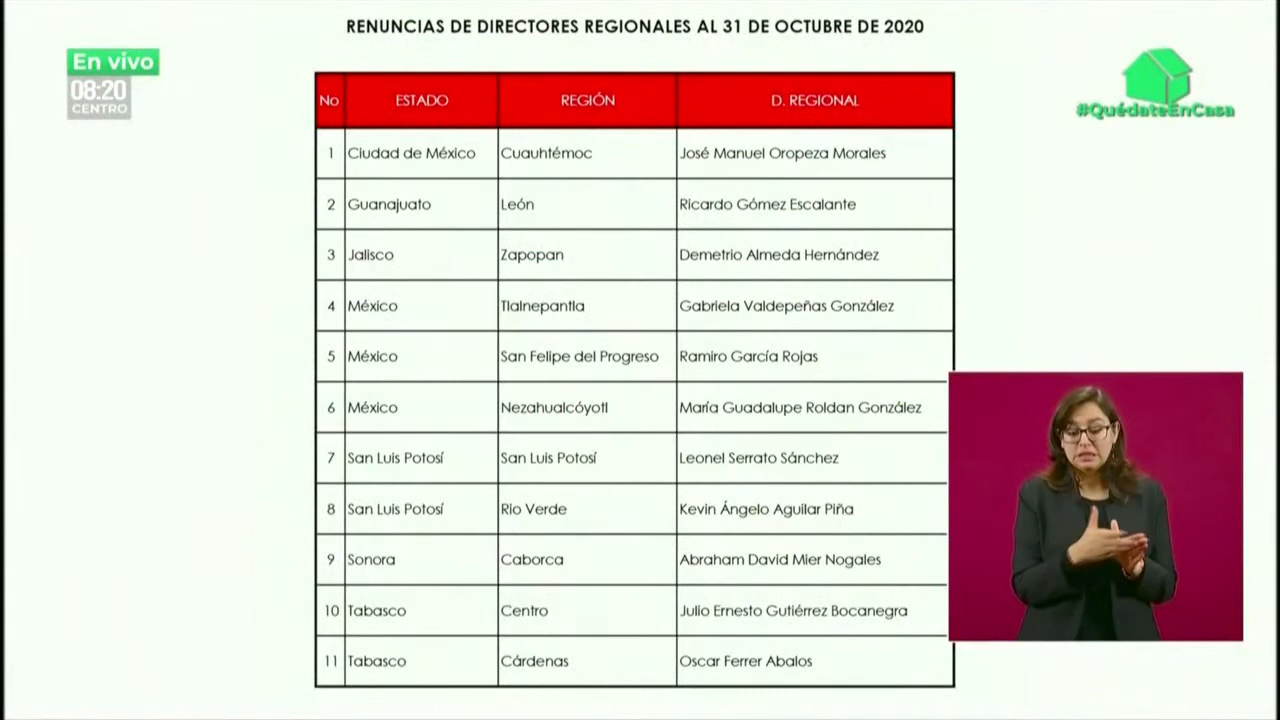 RENUNCIAS DE DIRECTORES REGIONALES AL 31 DE OCTUBRE DE 2020
En vivo
08:20
CENTRO
#QuédateEnCasa
No ESTADO REGIÓN D. REGIONAL
1 Ciudad de México Cuauhtémoc José Manuel Oropeza Morales
2 Guanajuato León Ricardo Gómez Escalante
3 Jalisco Zapopan Demetrio Almeda Hernández
4 México Tlalnepantla Gabriela Valdepeñas González
5 México San Felipe del Progreso Ramiro García Rojas
6 México Nezahualcóyotl María Guadalupe Roldan González
7 San Luis Potosí San Luis Potosí Leonel Serrato Sánchez
8 San Luis Potosí Rio Verde Kevin Ángelo Aguilar Piña
9 Sonora Caborca Abraham David Mier Nogales
10 Tabasco Centro Julio Ernesto Gutiérrez Bocanegra
11 Tabasco Cárdenas Oscar Ferrer Abalos